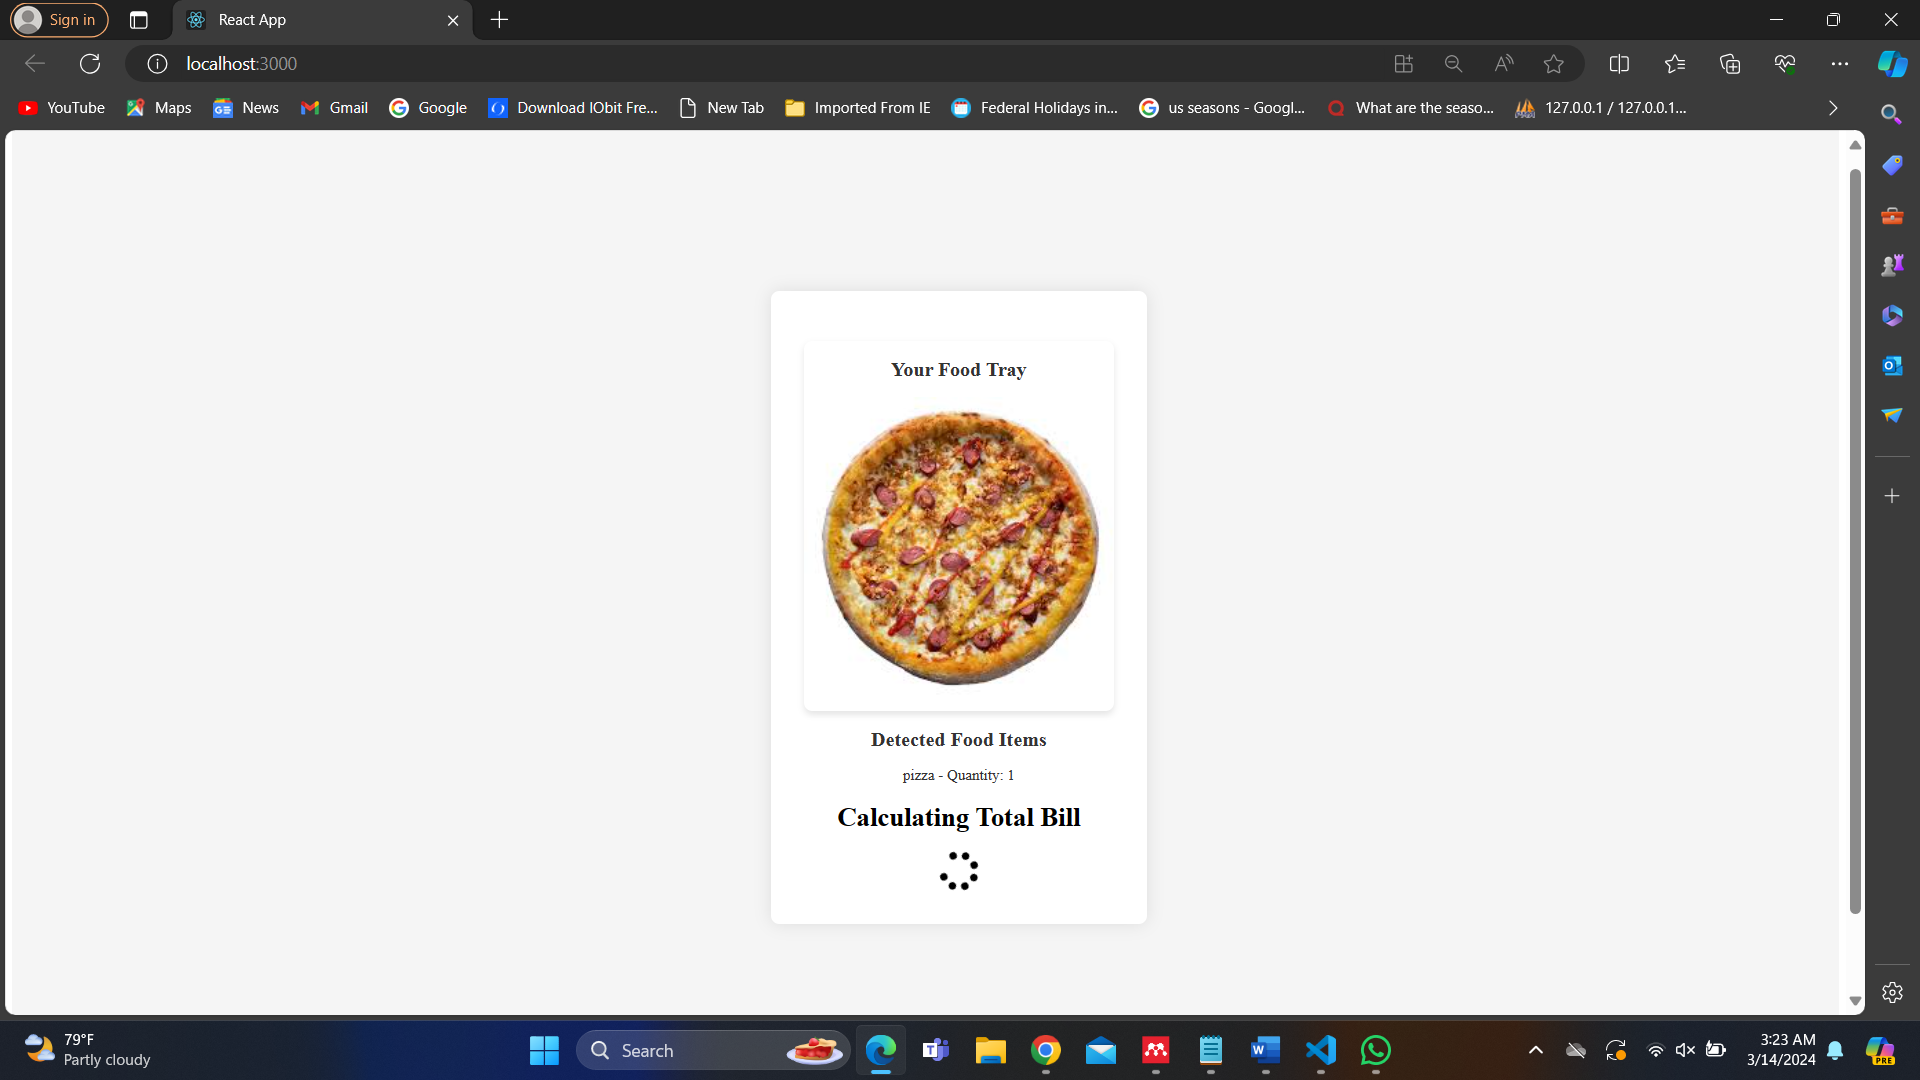 Sign in
React App
localhost:3000
YouTube
Maps
News
Gmail
Google
Download IObit Fre...
New Tab
Imported From IE
Federal Holidays in...
us seasons - Googl...
What are the seaso...
127.0.0.1 / 127.0.0.1...
Your Food Tray
Detected Food Items
pizza - Quantity: 1
Calculating Total Bill
79°F
Partly cloudy
Search
3:23 AM
3/14/2024
PRE